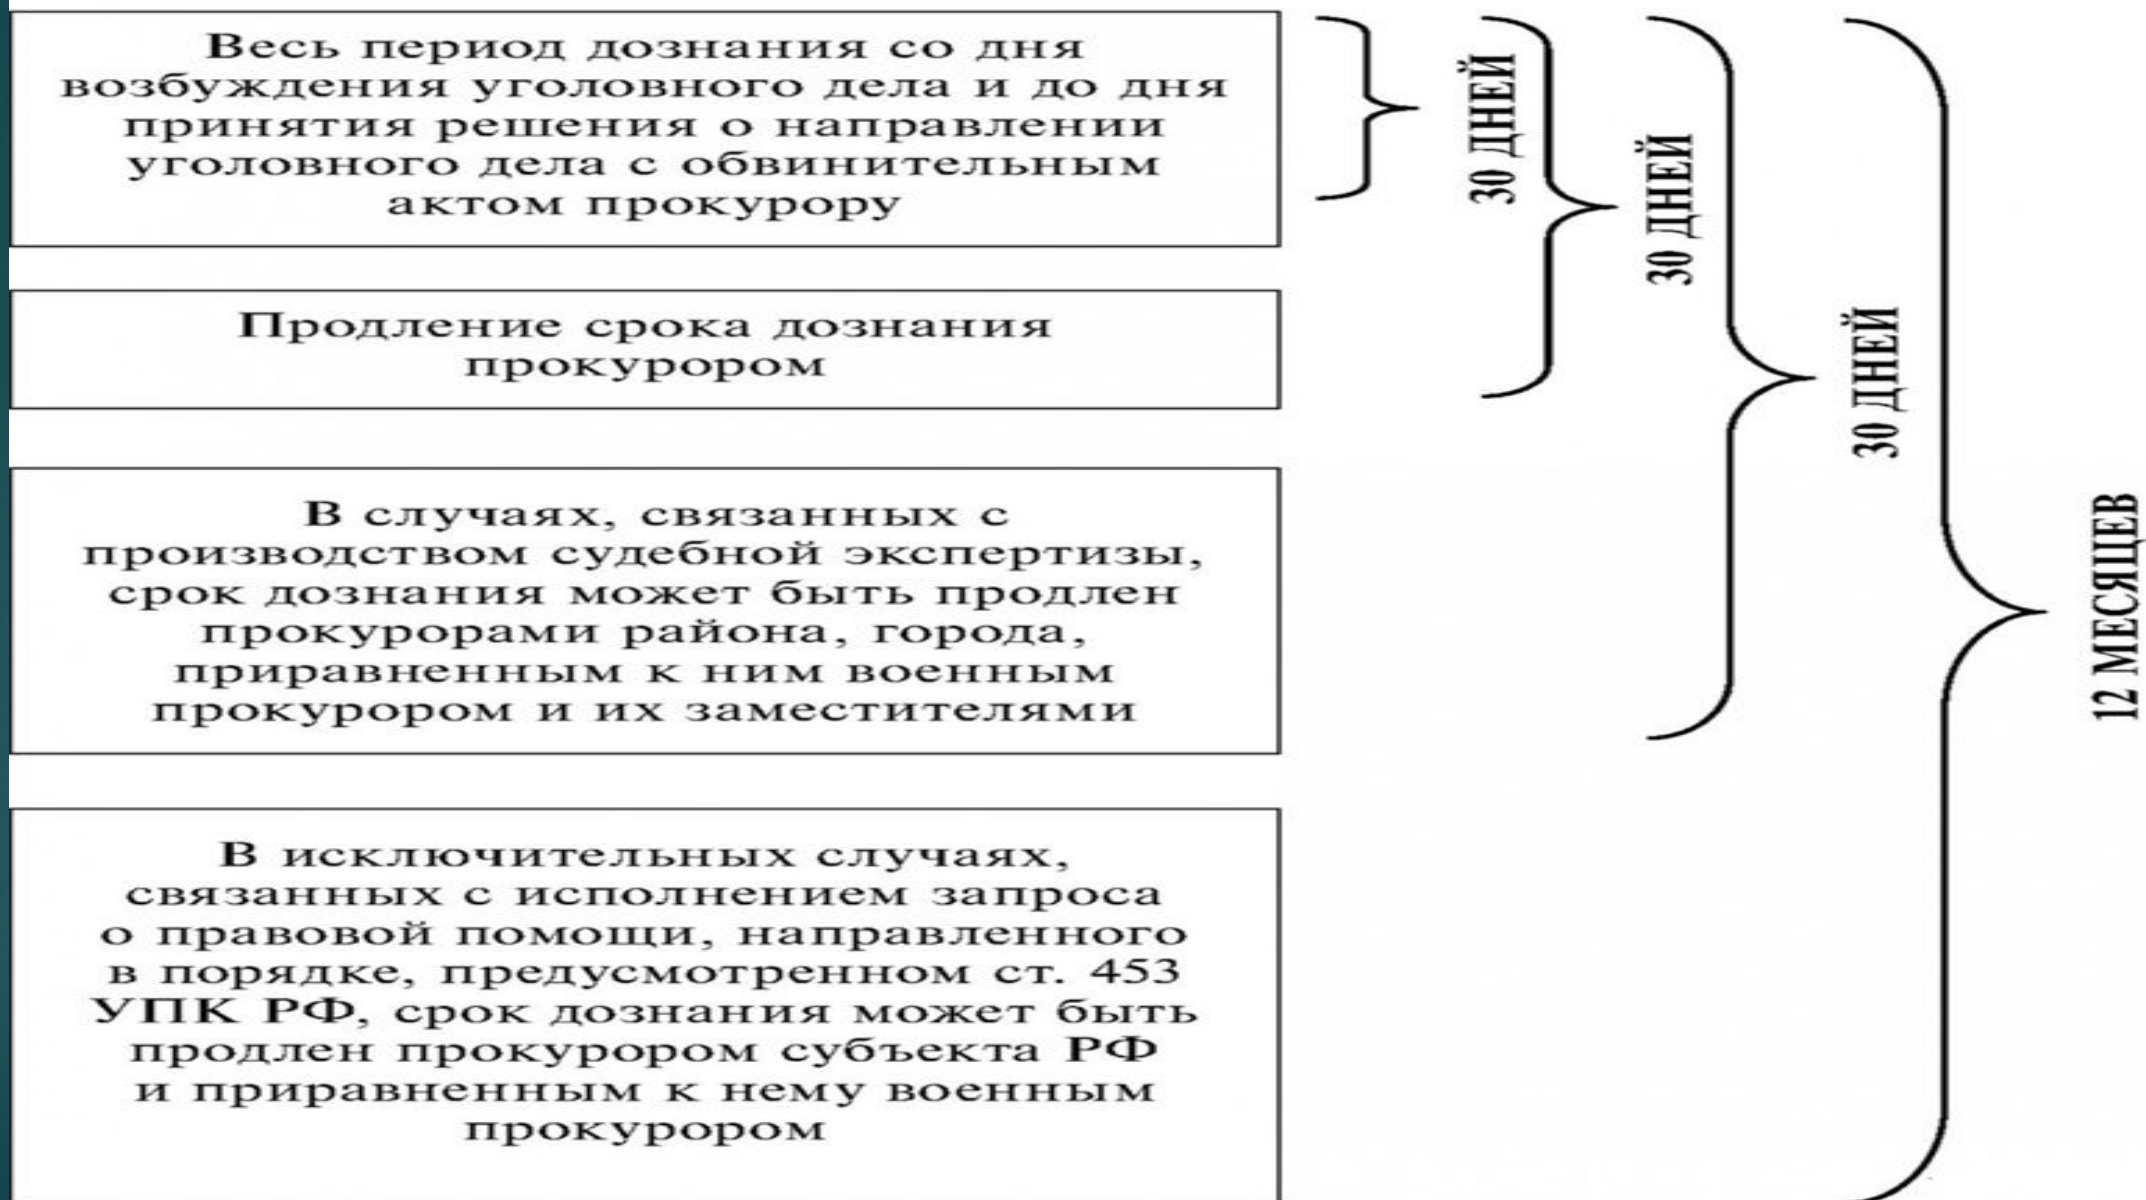 Весь период дознания со дня
возбуждения уголовного дела и до дня
принятия решения о направлении
уголовного дела с обвинительным
актом прокурору
30 ДНЕЙ
Продление срока дознания
прокурором
30 ДНЕЙ
В случаях, связанных с
производством судебной экспертизы,
срок дознания может быть продлен
прокурорами района, города,
приравненным к ним военным
прокурором и их заместителями
30 ДНЕЙ
В исключительных случаях,
связанных с исполнением запроса
о правовой помощи, направленного
в порядке, предусмотренном ст. 453
УПК РФ, срок дознания может быть
продлен прокурором субъекта РФ
и приравненным к нему военным
прокурором
12 МЕСЯЦЕВ